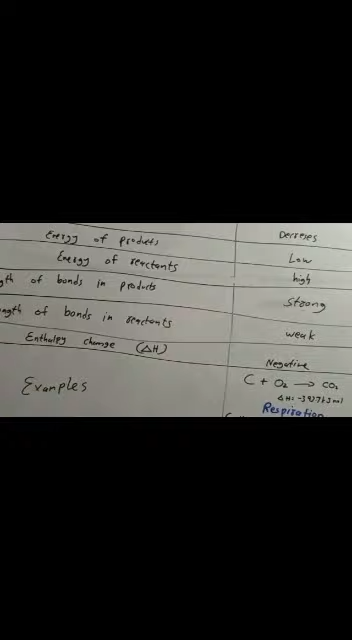 Decreses
Energy of products Low
Energy of reactants high
of bonds in products Strong
of bonds in reactants weak
Enthalpy change (ΔH) Negative
Examples C + O₂ → CO₂
ΔH:
Respiration